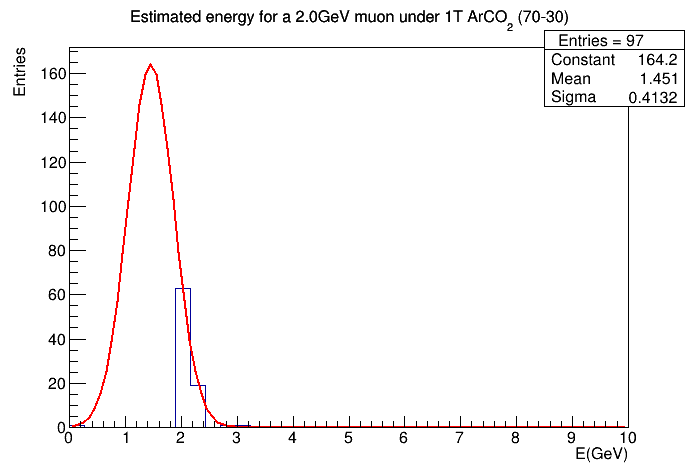 Estimated energy for a 2.0GeV muon under 1T ArCO₂ (70-30)
Entries = 97
Constant 164.2
Mean 1.451
Sigma 0.4132
Entries
160
140
120
100
80
60
40
20
0
0 1 2 3 4 5 6 7 8 9 10
E(GeV)